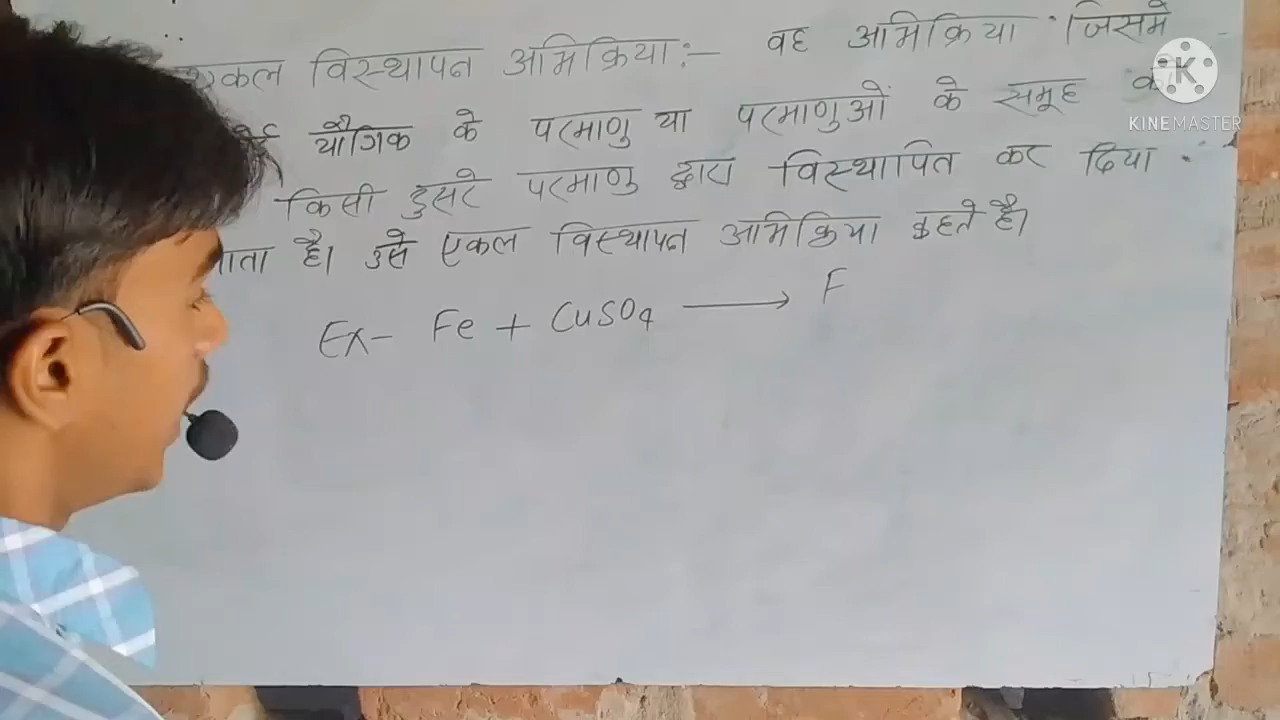 एकल विस्थापन अभिक्रिया:- वह अभिक्रिया जिसमे
यौगिक के परमाणु या परमाणुओं के समूह
किसी दुसरे परमाणु द्वारा विस्थापित कर दिया
है। उसे एकल विस्थापन अभिक्रिया कहते है।
Ex- Fe + CuSO4 → F
K
KINEMASTER